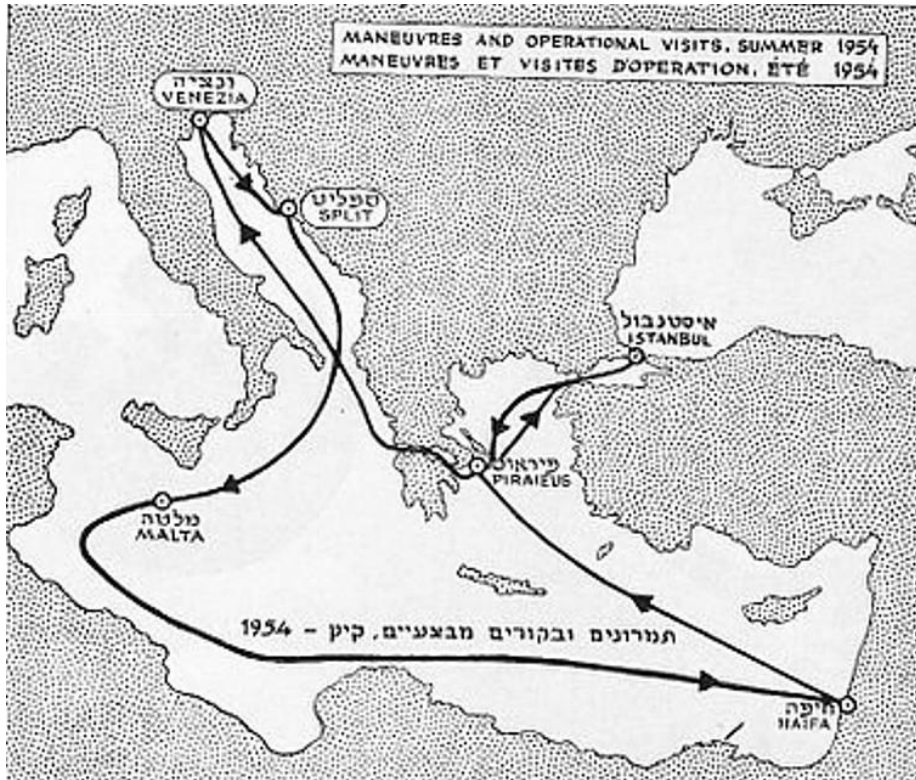 MANEUVRES AND OPERATIONAL VISITS, SUMMER 1954
MANEUVRES ET VISITES D'OPERATION, ÉTÉ 1954
ונציה
VENEZIA
ספליט
SPLIT
איסטנבול
ISTANBUL
פיראוס
PIRAIEUS
מלטה
MALTA
תמרונים ובקורים מבצעיים, קיץ – 1954
חיפה
HAIFA